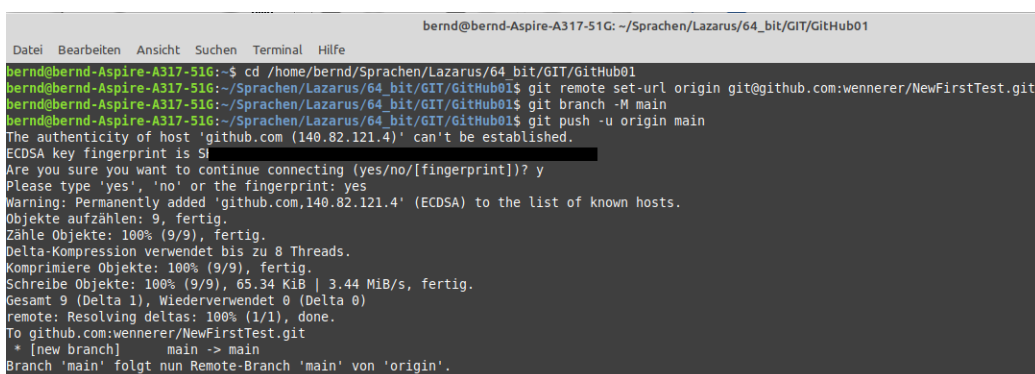 bernd@bernd-Aspire-A317-51G: ~/Sprachen/Lazarus/64_bit/GIT/GitHub01
Datei Bearbeiten Ansicht Suchen Terminal Hilfe
bernd@bernd-Aspire-A317-51G:~$ cd /home/bernd/Sprachen/Lazarus/64_bit/GIT/GitHub01
bernd@bernd-Aspire-A317-51G:~/Sprachen/Lazarus/64_bit/GIT/GitHub01$ git remote set-url origin git@github.com:wennerer/NewFirstTest.git
bernd@bernd-Aspire-A317-51G:~/Sprachen/Lazarus/64_bit/GIT/GitHub01$ git branch -M main
bernd@bernd-Aspire-A317-51G:~/Sprachen/Lazarus/64_bit/GIT/GitHub01$ git push -u origin main
The authenticity of host 'github.com (140.82.121.4)' can't be established.
ECDSA key fingerprint is
Are you sure you want to continue connecting (yes/no/[fingerprint])? y
Please type 'yes', 'no' or the fingerprint: yes
Warning: Permanently added 'github.com,140.82.121.4' (ECDSA) to the list of known hosts.
Objekte aufzählen: 9, fertig.
Zähle Objekte: 100% (9/9), fertig.
Delta-Kompression verwendet bis zu 8 Threads.
Komprimiere Objekte: 100% (9/9), fertig.
Schreibe Objekte: 100% (9/9), 65.34 KiB | 3.44 MiB/s, fertig.
Gesamt 9 (Delta 1), Wiederverwendet 0 (Delta 0)
remote: Resolving deltas: 100% (1/1), done.
To github.com:wennerer/NewFirstTest.git
 * [new branch]      main -> main
Branch 'main' folgt nun Remote-Branch 'main' von 'origin'.